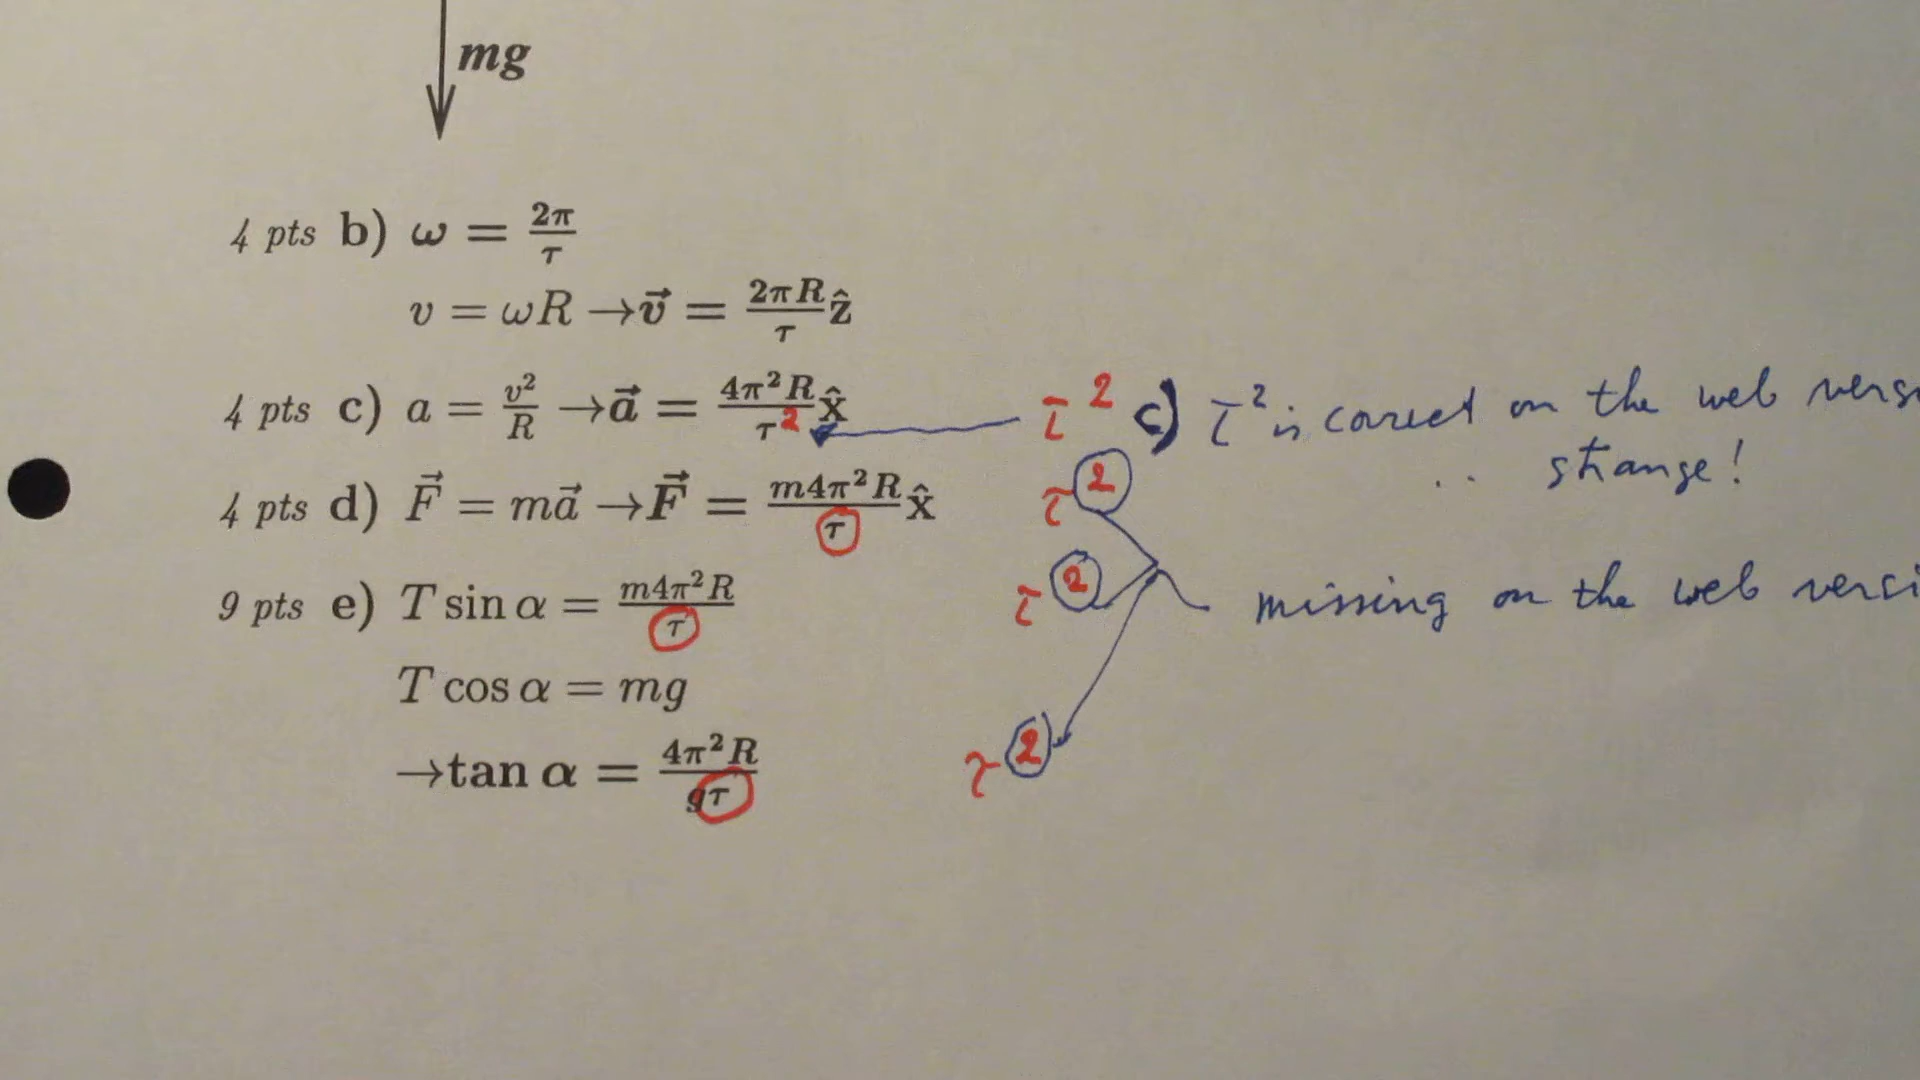 mg
4 pts b) ω = 2π/τ
v = ωR → v⃗ = 2πR/τ ẑ
4 pts c) a = v²/R → a⃗ = 4π²R/τ² x̂ τ² c) τ² is correct on the web
strange!
4 pts d) F⃗ = ma⃗ → F⃗ = m4π²R/τ x̂ τ²
9 pts e) T sin α = m4π²R/τ τ² missing on the web
T cos α = mg
→ tan α = 4π²R/gτ τ²